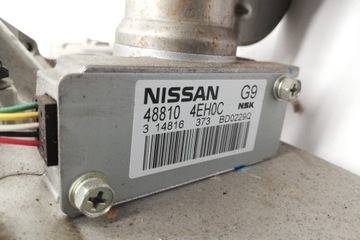 NISSAN G9
48810 4EH0C NSK
3 14816 373 BD0229Q